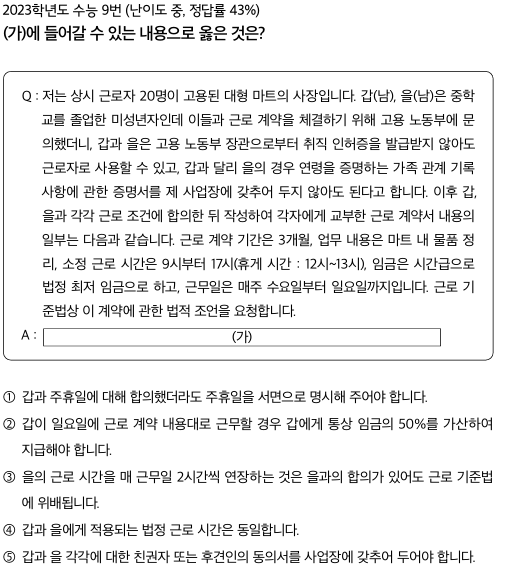 2023학년도 수능 9번 (난이도 중, 정답률 43%)
(가)에 들어갈 수 있는 내용으로 옳은 것은?
Q : 저는 상시 근로자 20명이 고용된 대형 마트의 사장입니다. 갑(남), 을(남)은 중학
교를 졸업한 미성년자인데 이들과 근로 계약을 체결하기 위해 고용 노동부에 문
의했더니, 갑과 을은 고용 노동부 장관으로부터 취직 인허증을 발급받지 않아도
근로자로 사용할 수 있고, 갑과 달리 을의 경우 연령을 증명하는 가족 관계 기록
사항에 관한 증명서를 제 사업장에 갖추어 두지 않아도 된다고 합니다. 이후 갑,
을과 각각 근로 조건에 합의한 뒤 작성하여 각자에게 교부한 근로 계약서 내용의
일부는 다음과 같습니다. 근로 계약 기간은 3개월, 업무 내용은 마트 내 물품 정
리, 소정 근로 시간은 9시부터 17시(휴게 시간 : 12시~13시), 임금은 시간급으로
법정 최저 임금으로 하고, 근무일은 매주 수요일부터 일요일까지입니다. 근로 기
준법상 이 계약에 관한 법적 조언을 요청합니다.
A : (가)
① 갑과 주휴일에 대해 합의했더라도 주휴일을 서면으로 명시해 주어야 합니다.
② 갑이 일요일에 근로 계약 내용대로 근무할 경우 갑에게 통상 임금의 50%를 가산하여
지급해야 합니다.
③ 을의 근로 시간을 매 근무일 2시간씩 연장하는 것은 을과의 합의가 있어도 근로 기준법
에 위배됩니다.
④ 갑과 을에게 적용되는 법정 근로 시간은 동일합니다.
⑤ 갑과 을 각각에 대한 친권자 또는 후견인의 동의서를 사업장에 갖추어 두어야 합니다.